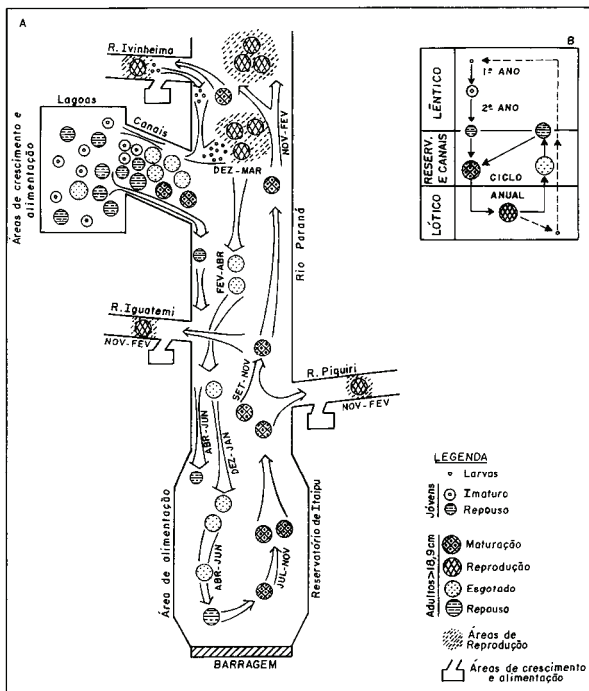 A
R. Ivinheima
Lagoas
Canais
Áreas de crescimento e
alimentação
DEZ-MAR
NOV-FEV
Rio Paraná
FEV-ABR
R. Iguatemi
NOV-FEV
SET-NOV
R. Piquiri
NOV-FEV
ABR-JUN
DEZ-JAN
Área de alimentação
ABR-JUN
JUL-NOV
Reservatório de Itaipu
BARRAGEM
B
LÊNTICO
1º ANO
2º ANO
RESERV.
E CANAIS
CICLO
LÓTICO
ANUAL
LEGENDA
Jóvens
Larvas
Imaturo
Repouso
Adultos>18,9cm
Maturação
Reprodução
Esgotado
Repouso
Áreas de
Reprodução
Áreas de crescimento
e alimentação